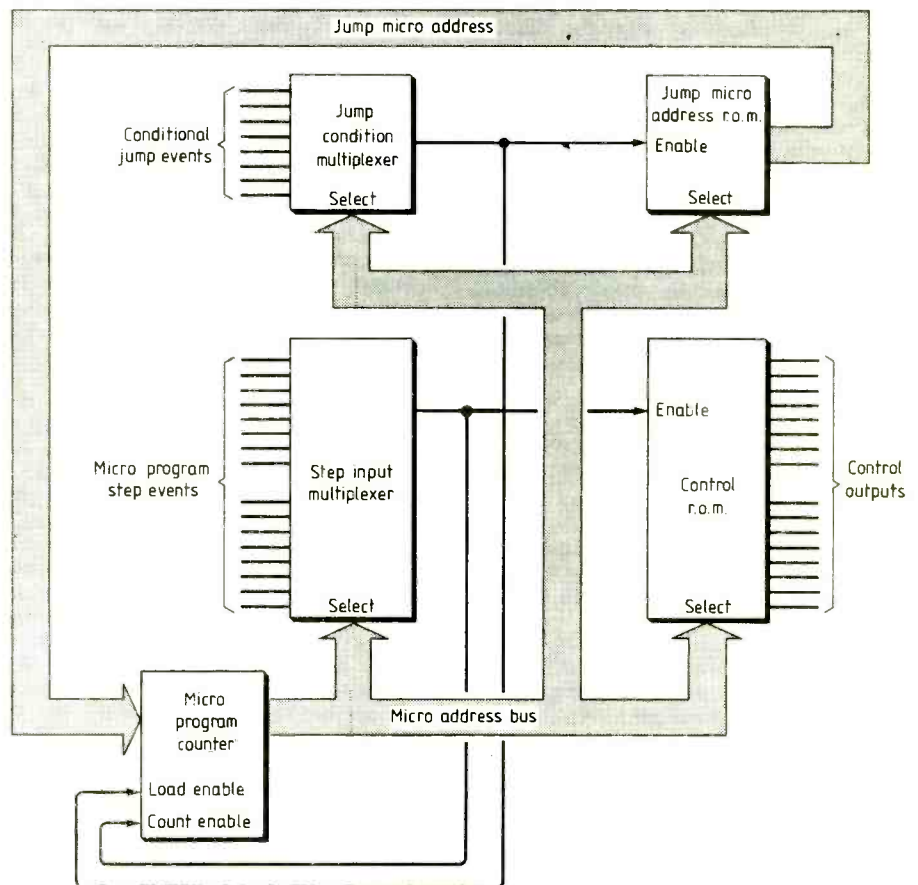 Jump micro address
Conditional
jump events
Jump
condition
multiplexer
Select
Jump micro
address r.o.m.
Enable
Select
Micro program
step events
Step input
multiplexer
Select
Enable
Control
r.o.m.
Select
Control
outputs
Micro
program
counter
Load enable
Count enable
Micro address bus